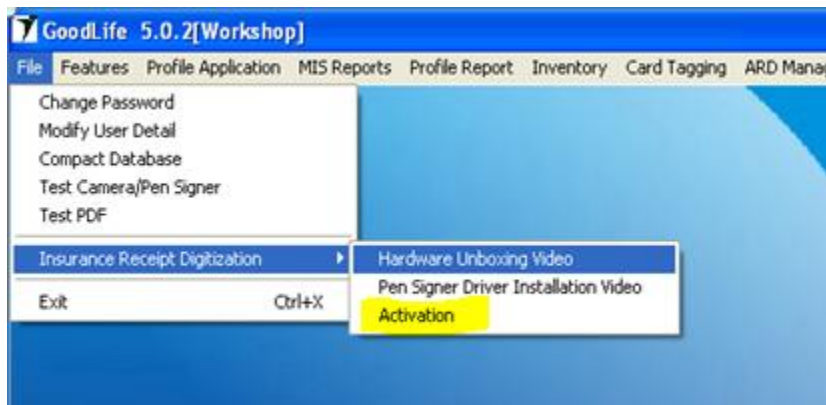 GoodLife 5.0.2[Workshop]
File Features Profile Application MIS Reports Profile Report Inventory Card Tagging ARD Mana
Change Password
Modify User Detail
Compact Database
Test Camera/Pen Signer
Test PDF
Insurance Receipt Digitization
Exit Ctrl+X
Hardware Unboxing Video
Pen Signer Driver Installation Video
Activation